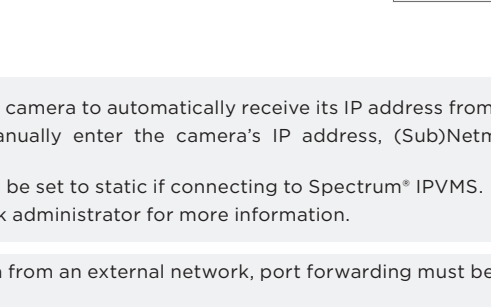 camera to automatically receive its IP address from
anually enter the camera's IP address, (Sub)Netm
be set to static if connecting to Spectrum® IPVMS.
k administrator for more information.
from an external network, port forwarding must be